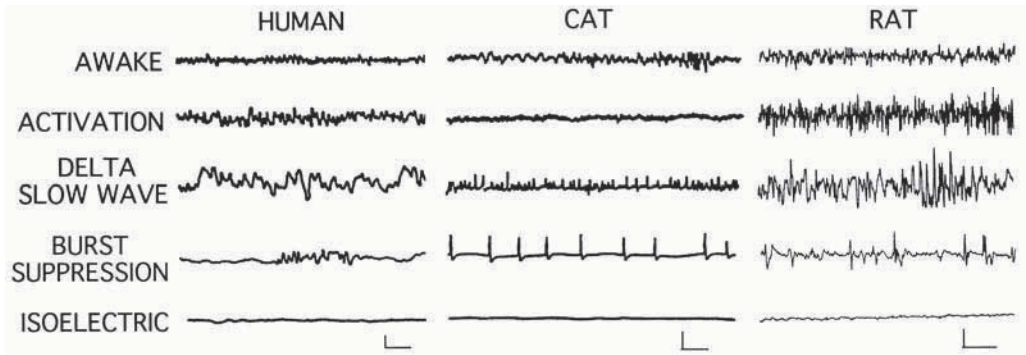 HUMAN CAT RAT
AWAKE
ACTIVATION
DELTA
SLOW WAVE
BURST
SUPPRESSION
ISOELECTRIC